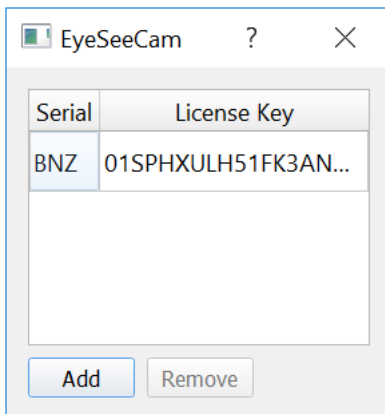 EyeSeeCam ?
Serial License Key
BNZ 01SPHXULH51FK3AN...
Add Remove